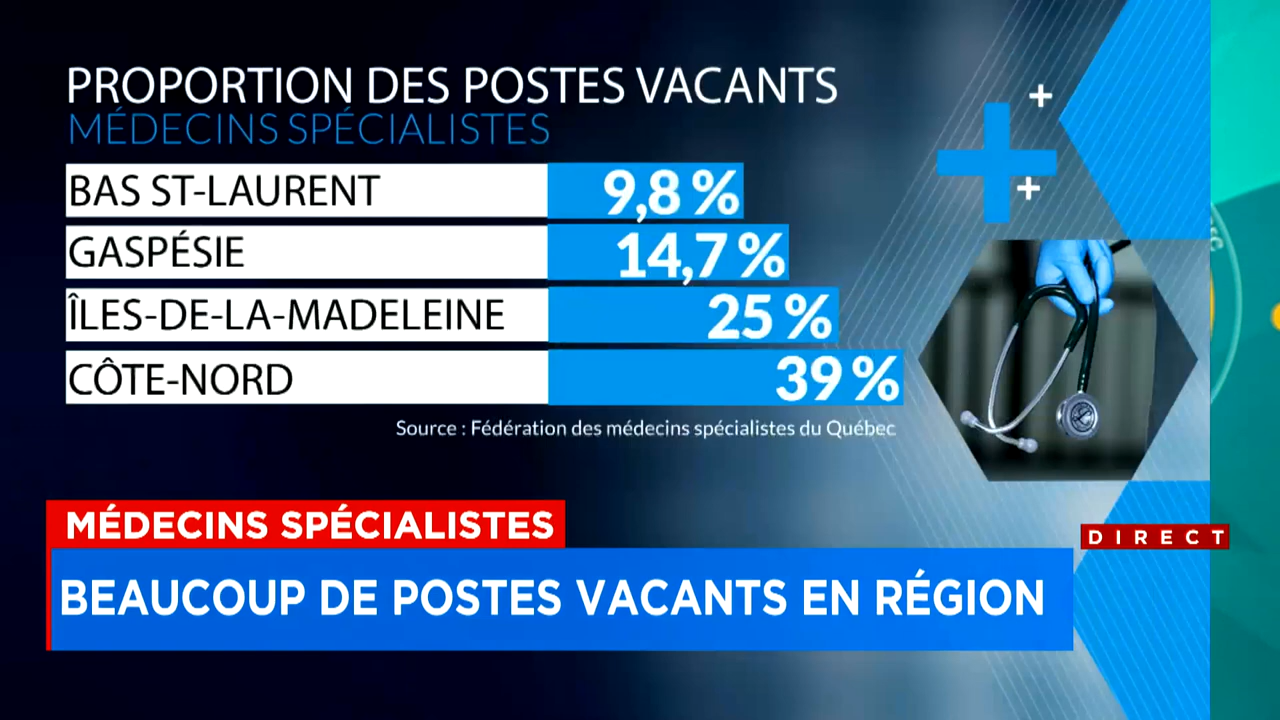 PROPORTION DES POSTES VACANTS
MÉDECINS SPÉCIALISTES
BAS ST-LAURENT 9,8 %
GASPÉSIE 14,7 %
ÎLES-DE-LA-MADELEINE 25 %
CÔTE-NORD 39 %
Source : Fédération des médecins spécialistes du Québec
MÉDECINS SPÉCIALISTES
DIRECT
BEAUCOUP DE POSTES VACANTS EN RÉGION